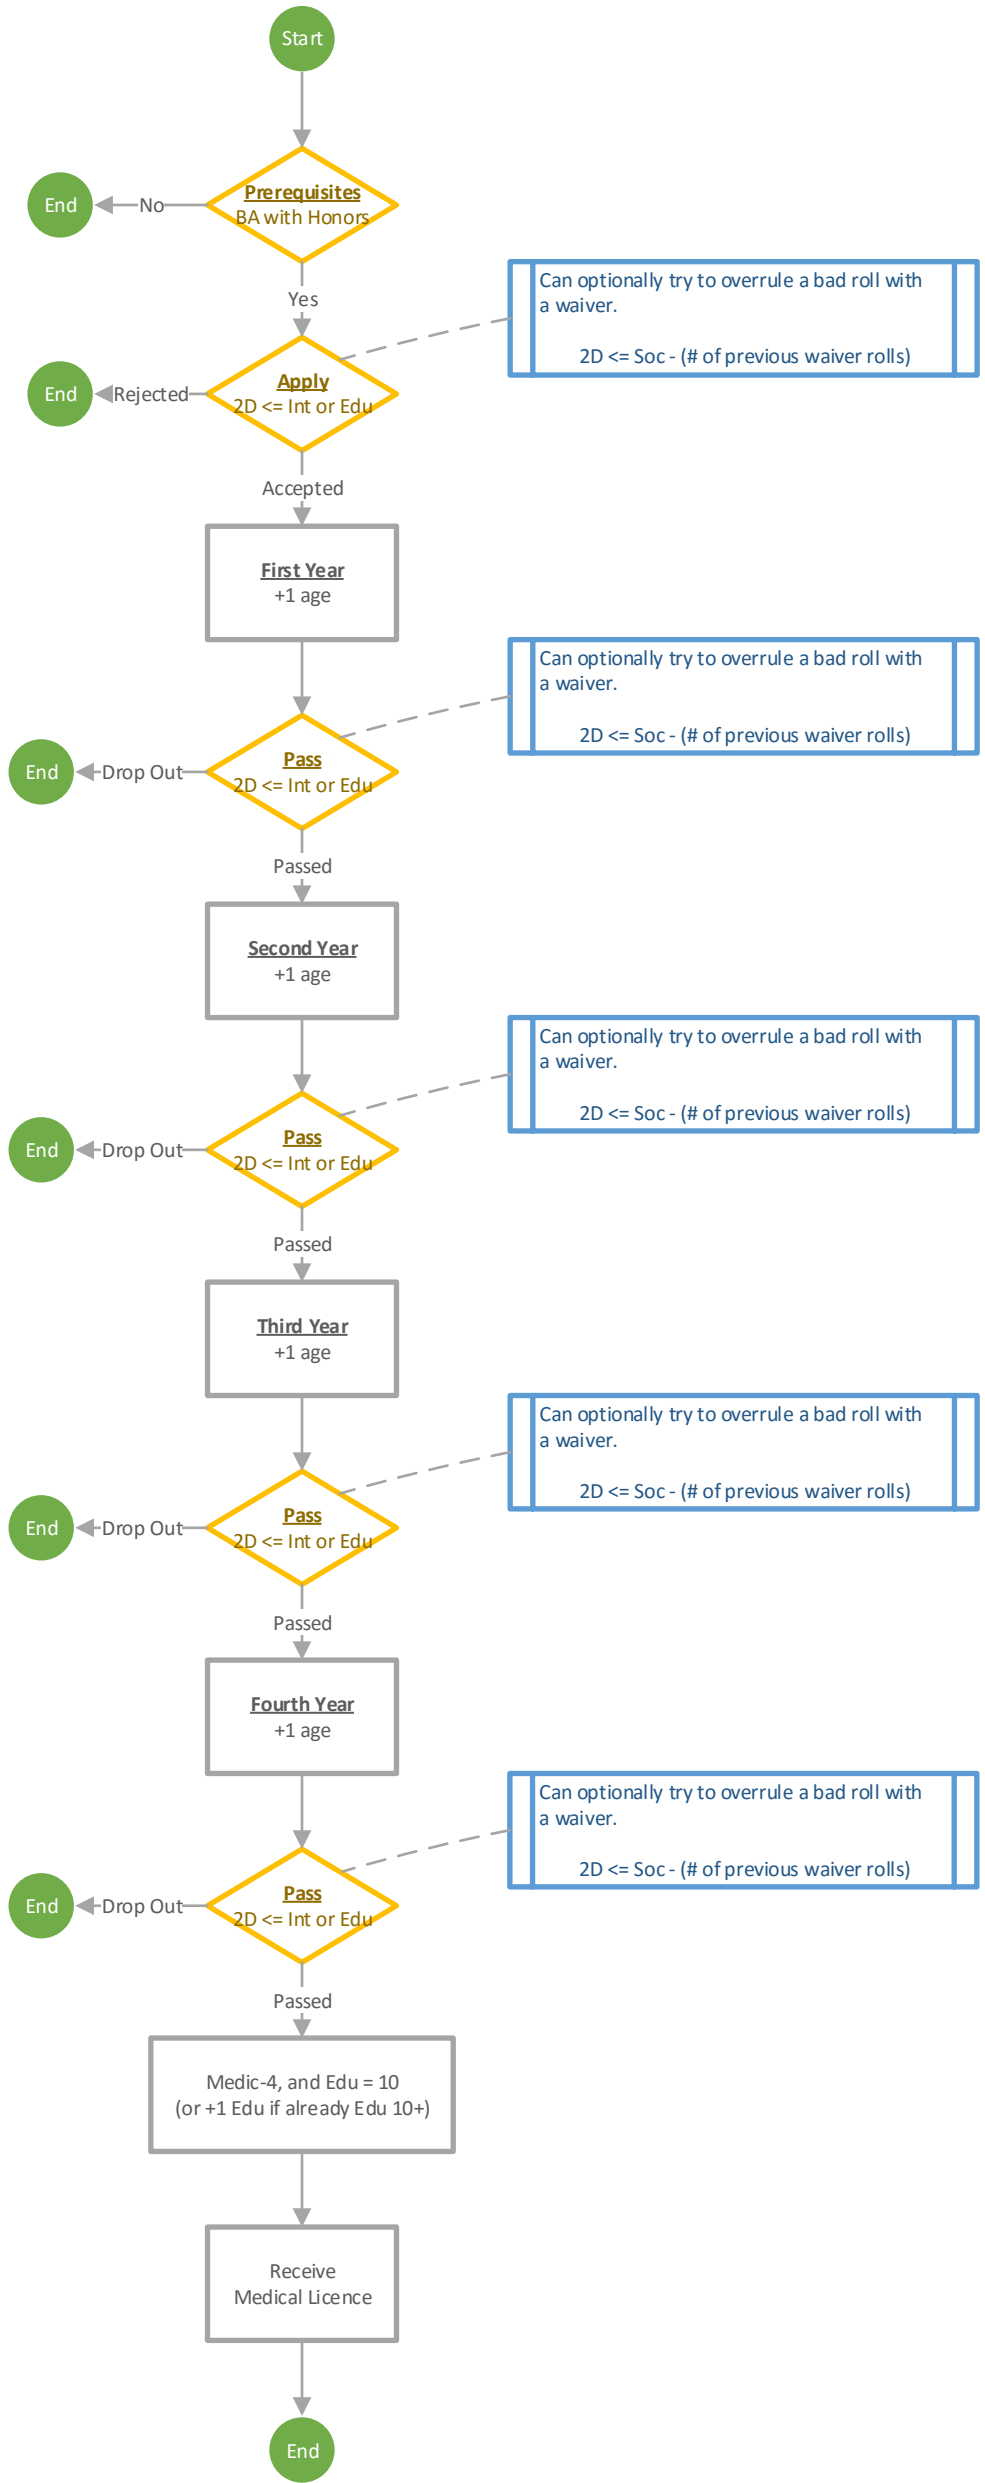 Start
Prerequisites
BA with Honors
No
End
Yes
Can optionally try to overrule a bad roll with
a waiver.
2D <= Soc - (# of previous waiver rolls)
Apply
2D <= Int or Edu
Rejected
End
Accepted
First Year
+1 age
Can optionally try to overrule a bad roll with
a waiver.
2D <= Soc - (# of previous waiver rolls)
Pass
2D <= Int or Edu
Drop Out
End
Passed
Second Year
+1 age
Can optionally try to overrule a bad roll with
a waiver.
2D <= Soc - (# of previous waiver rolls)
Pass
2D <= Int or Edu
Drop Out
End
Passed
Third Year
+1 age
Can optionally try to overrule a bad roll with
a waiver.
2D <= Soc - (# of previous waiver rolls)
Pass
2D <= Int or Edu
Drop Out
End
Passed
Fourth Year
+1 age
Can optionally try to overrule a bad roll with
a waiver.
2D <= Soc - (# of previous waiver rolls)
Pass
2D <= Int or Edu
Drop Out
End
Passed
Medic-4, and Edu = 10
(or +1 Edu if already Edu 10+)
Receive
Medical Licence
End